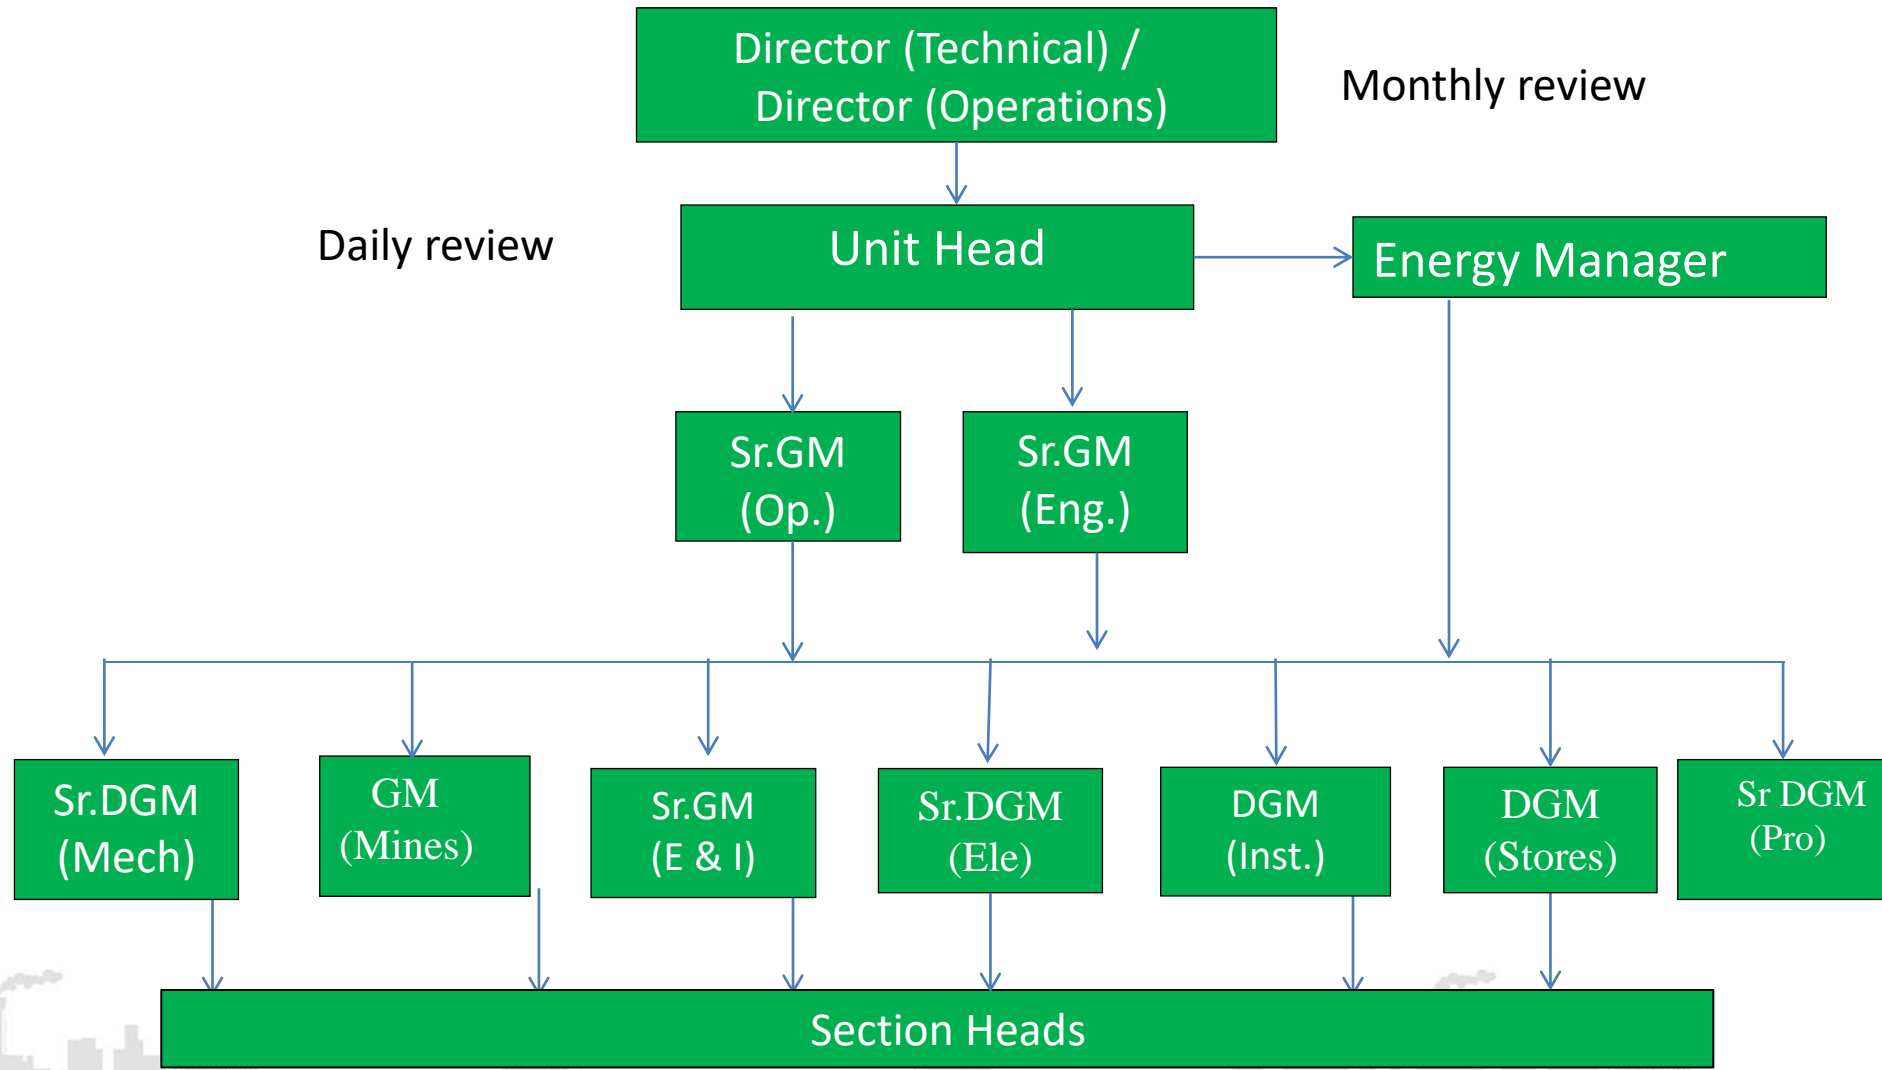 Director (Technical) /
Director (Operations)
Monthly review
Daily review
Unit Head
Energy Manager
Sr.GM
(Op.)
Sr.GM
(Eng.)
Sr.DGM
(Mech)
GM
(Mines)
Sr.GM
(E & I)
Sr.DGM
(Ele)
DGM
(Inst.)
DGM
(Stores)
Sr DGM
(Pro)
Section Heads